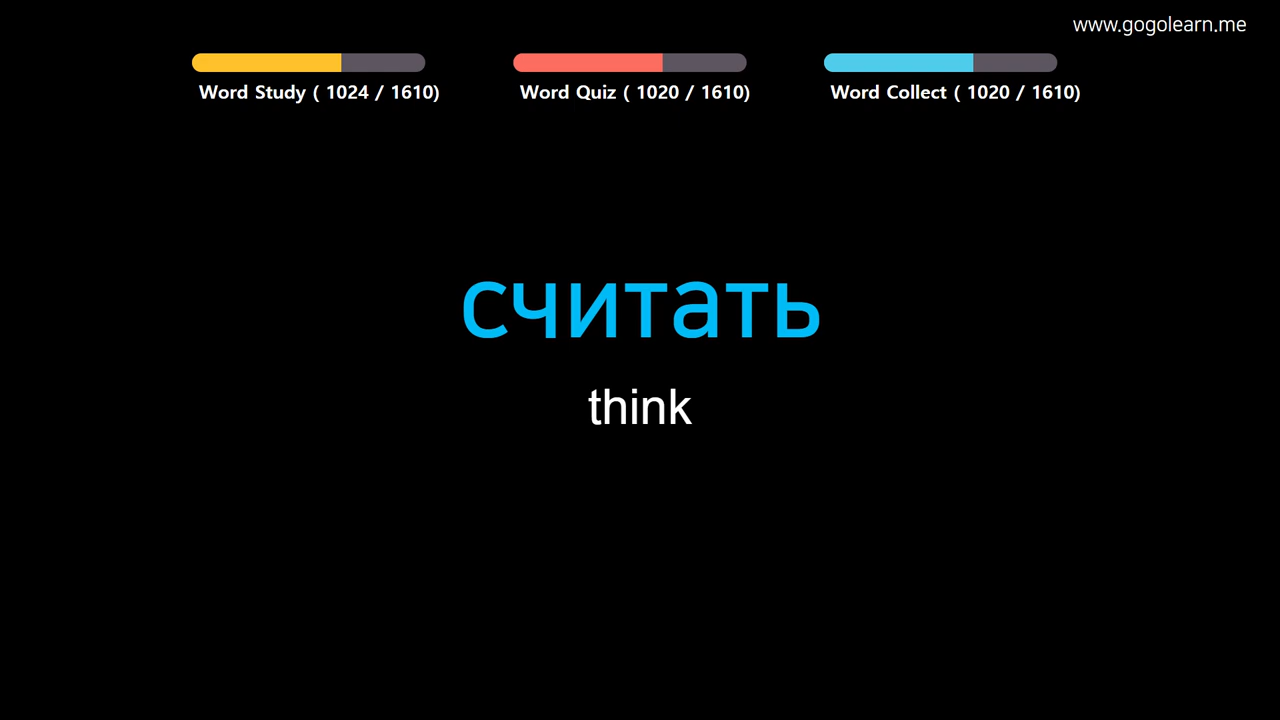 www.gogolearn.me
Word Study ( 1024 / 1610)
Word Quiz ( 1020 / 1610)
Word Collect ( 1020 / 1610)
считать
think